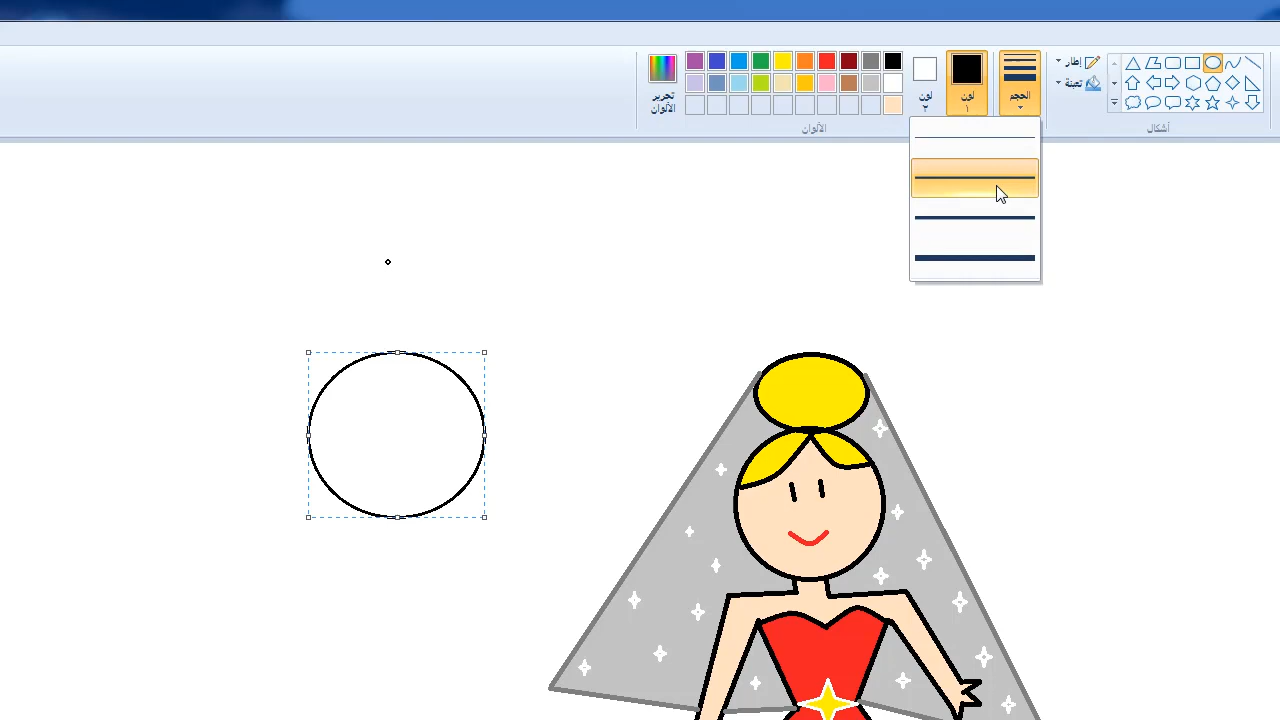 إطار
تعبئة
أشكال
الحجم
لون
١
لون
٢
تحرير
الألوان
الألوان